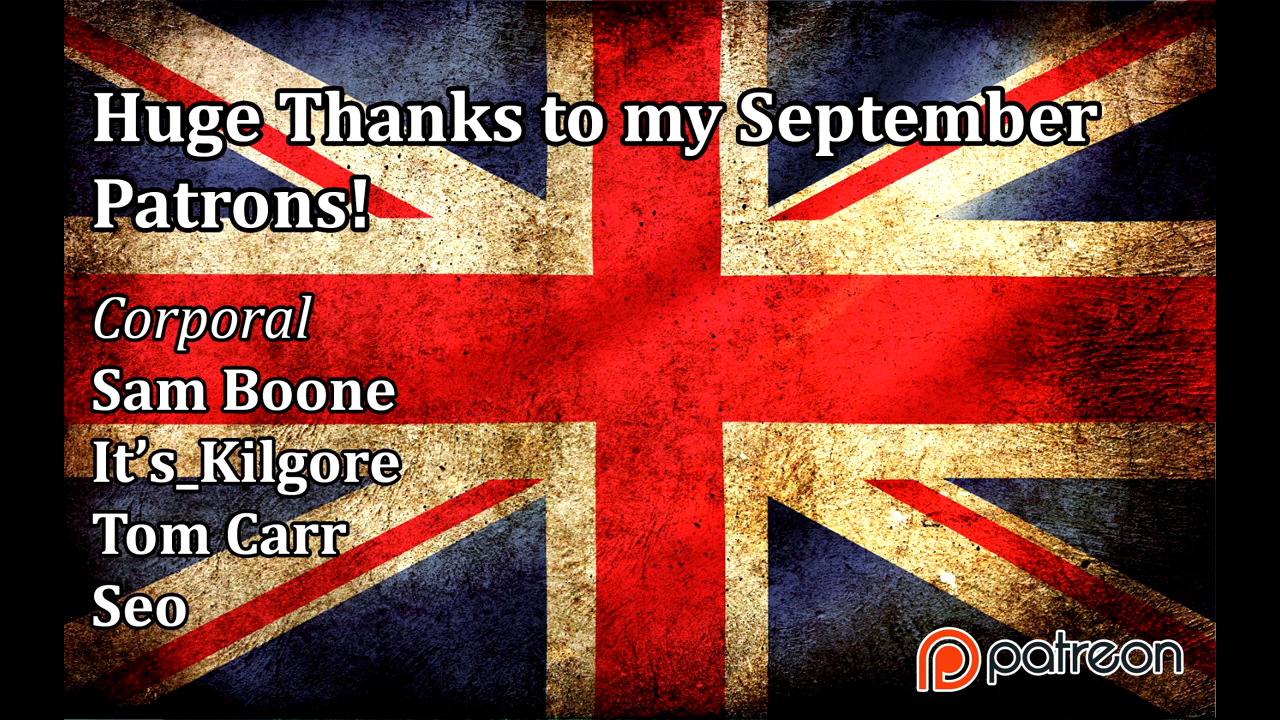 Huge Thanks to my September
Patrons!
Corporal
Sam Boone
It’s_Kilgore
Tom Carr
Seo
patreon